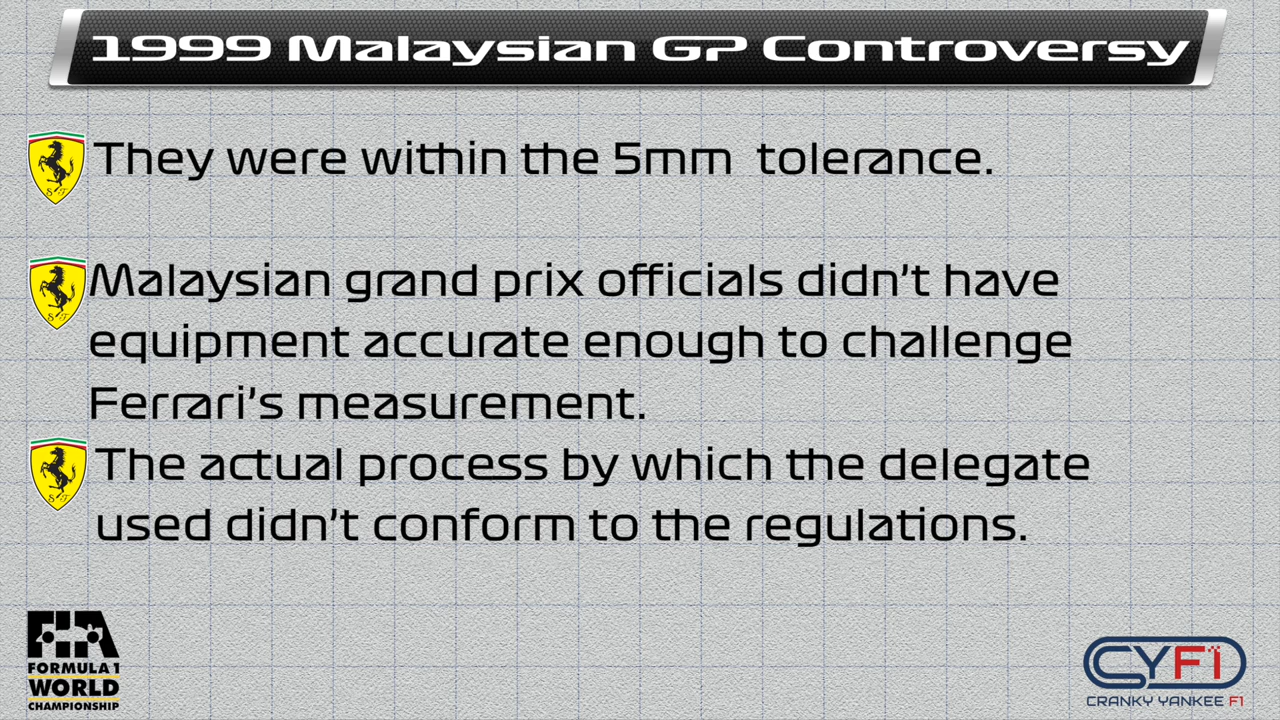 1999 Malaysian GP Controversy
They were within the 5mm tolerance.
Malaysian grand prix officials didn't have
equipment accurate enough to challenge
Ferrari's measurement.
The actual process by which the delegate
used didn't conform to the regulations.
S F
S F
S F
FIA
FORMULA 1
WORLD
CHAMPIONSHIP
CYF1
CRANKY YANKEE F1